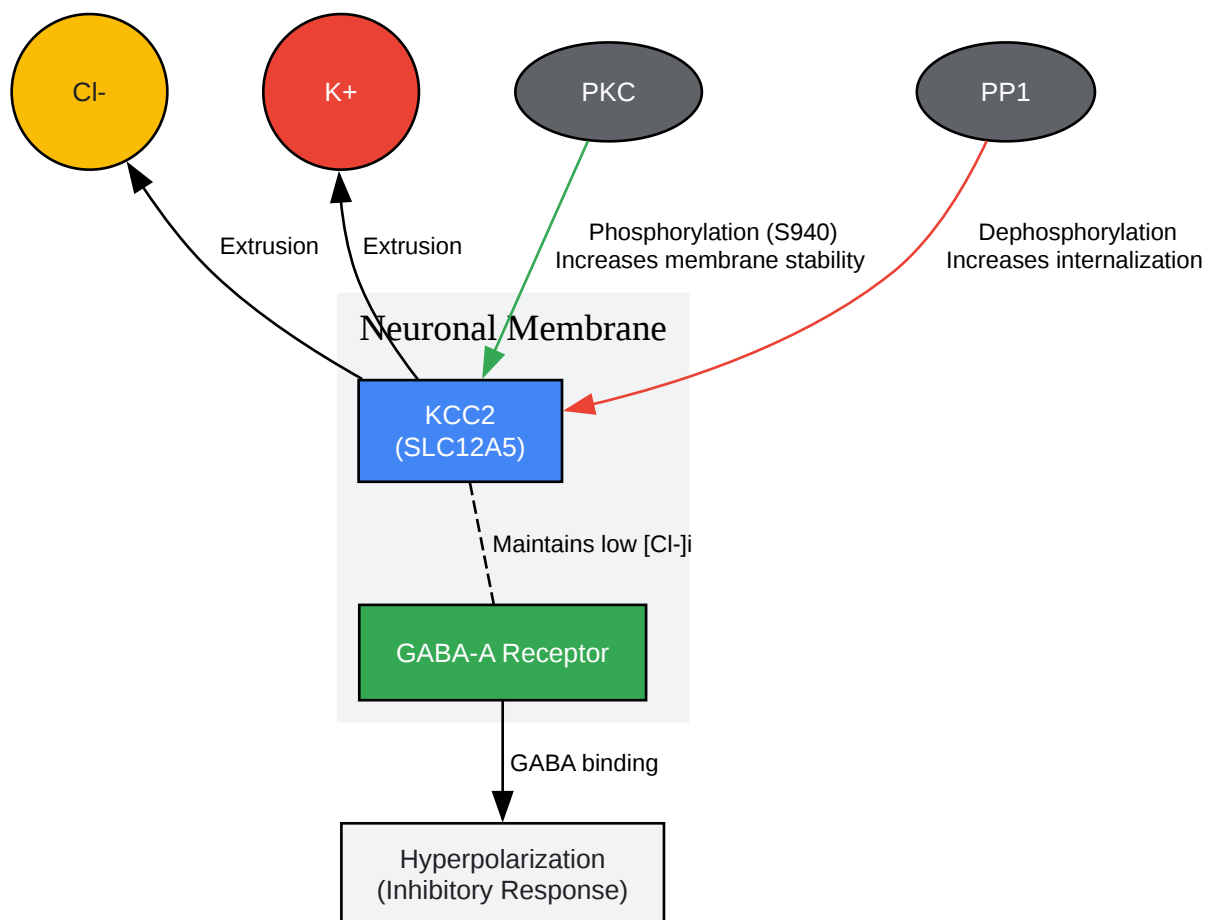 Cl-
K+
PKC
PP1
Extrusion
Extrusion
Phosphorylation (S940)
Increases membrane stability
Dephosphorylation
Increases internalization
Neuronal Membrane
KCC2
(SLC12A5)
Maintains low [Cl-]i
GABA-A Receptor
GABA binding
Hyperpolarization
(Inhibitory Response)